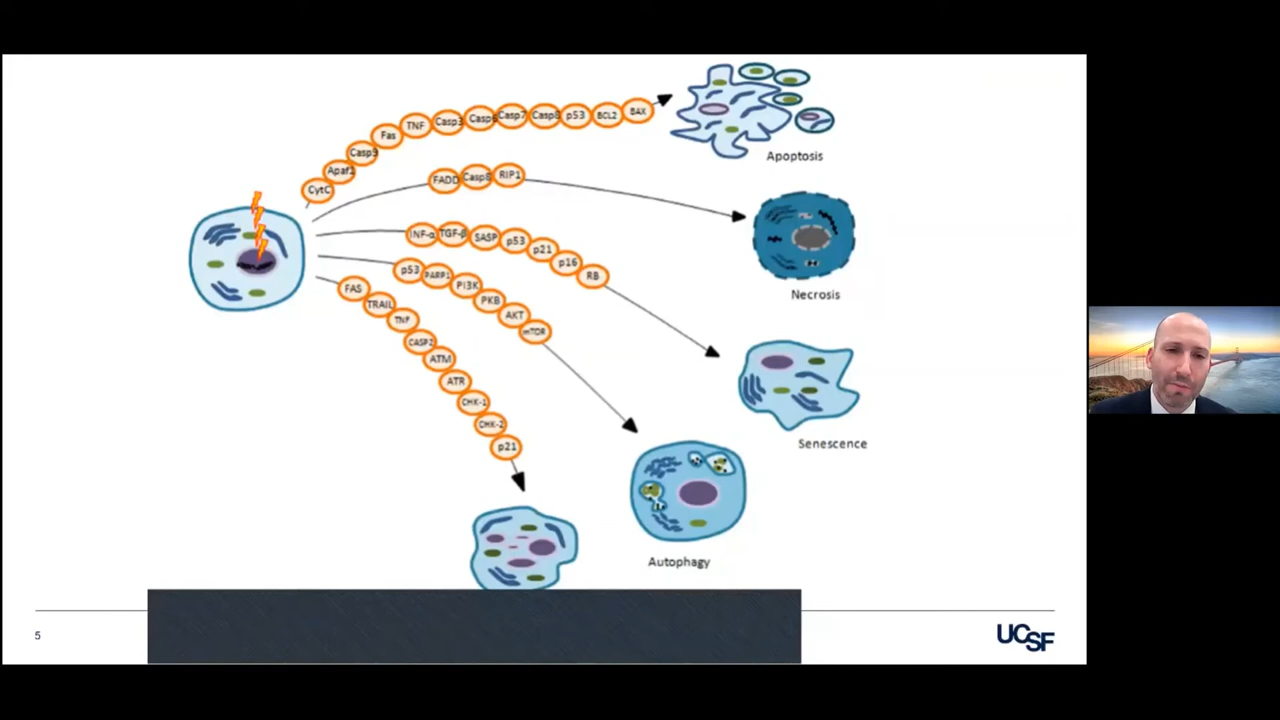 CytC
Apaf1
Casp9
Fas
TNF
Casp3
Casp6
Casp7
Casp8
p53
BCL2
BAX
Apoptosis
FADD
Casp8
RIP1
Necrosis
INF-α
TGF-β
SASP
p53
p21
p16
RB
Senescence
p53
PARP1
PI3K
PKB
AKT
mTOR
Autophagy
FAS
TRAIL
TNF
CASP2
ATM
ATR
CHK-1
CHK-2
p21
5
UCSF